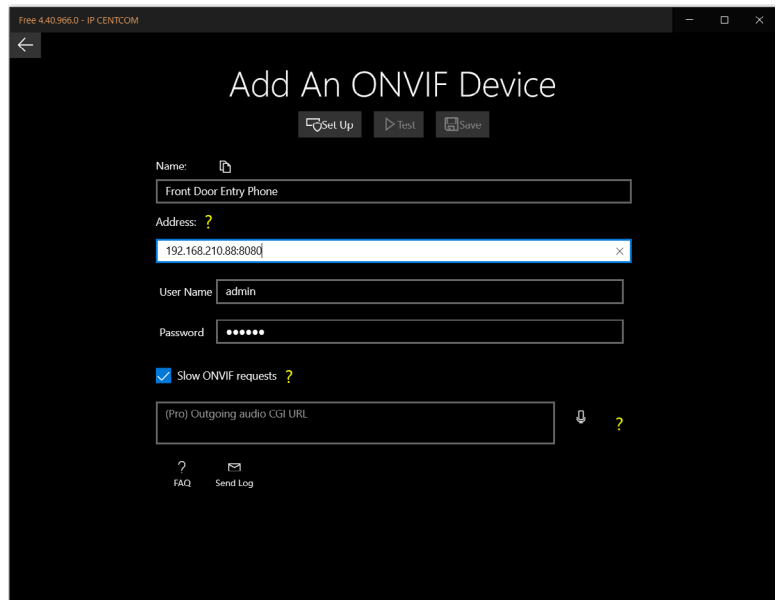 Free 4.40.966.0 - IP CENTCOM
Add An ONVIF Device
Set Up Test Save
Name:
Front Door Entry Phone
Address: ?
192.168.210.88:8080
User Name admin
Password ●●●●●●
Slow ONVIF requests ?
(Pro) Outgoing audio CGI URL
?
?
FAQ Send Log